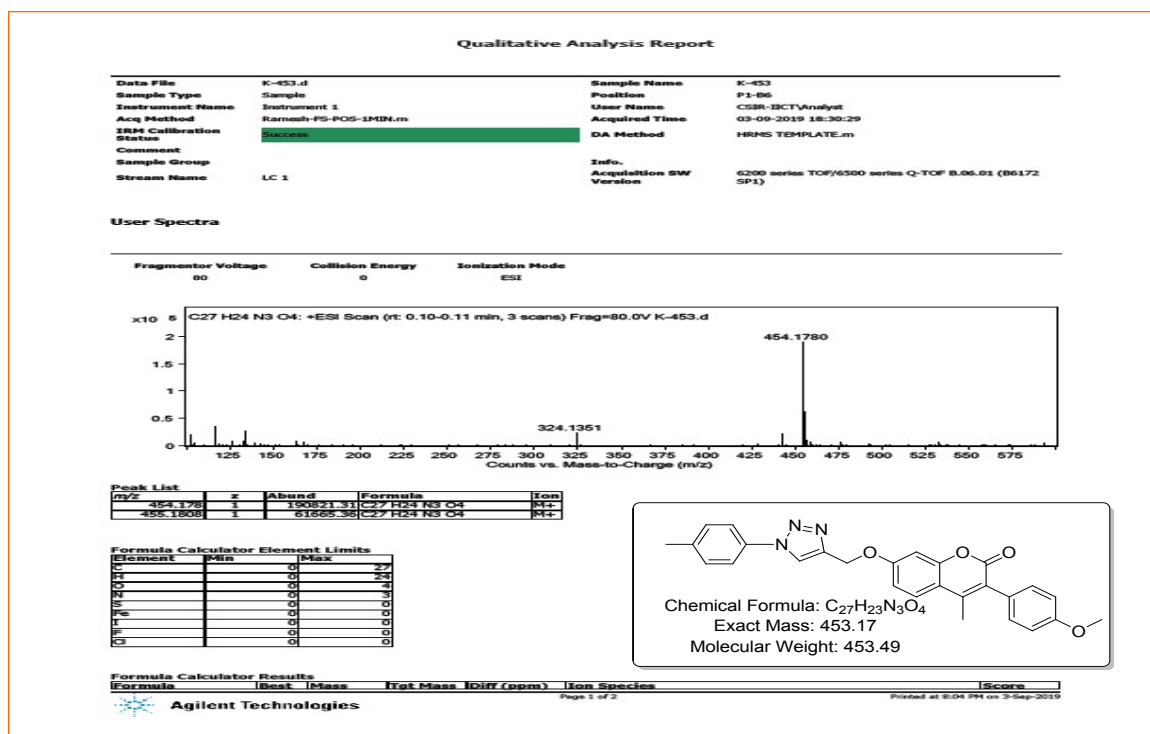 Qualitative Analysis Report
Data File K-453.d Sample Name K-453
Sample Type Sample Position P1-B6
Instrument Name Instrument 1 User Name CSIR-IICT\Analyst
Acq Method Ramesh-FS-POS-1MIN.m Acquired Time 03-09-2019 18:30:29
IRM Calibration Status Success DA Method HRMS TEMPLATE.m
Comment
Sample Group Info.
Stream Name LC 1 Acquisition SW Version 6200 series TOF/6500 series Q-TOF B.06.01 (B6172 SP1)
User Spectra
Fragmentor Voltage Collision Energy Ionization Mode
80 0 ESI
x10 5 C27 H24 N3 O4: +ESI Scan (rt: 0.10-0.11 min, 3 scans) Frag=80.0V K-453.d
2 454.1780
1.5
1
0.5 324.1351
0
125 150 175 200 225 250 275 300 325 350 375 400 425 450 475 500 525 550 575
Counts vs. Mass-to-Charge (m/z)
Peak List
m/z z Abund Formula Ion
454.178 1 190821.31 C27 H24 N3 O4 M+
455.1808 1 61665.36 C27 H24 N3 O4 M+
Formula Calculator Element Limits
Element Min Max
C 0 27
H 0 24
O 0 4
N 0 3
S 0 0
Fe 0 0
I 0 0
F 0 0
Cl 0 0
N N
N O O O
O
Chemical Formula: C27H23N3O4
Exact Mass: 453.17
Molecular Weight: 453.49
Formula Calculator Results
Formula Best Mass Tgt Mass Diff (ppm) Ion Species Score
Agilent Technologies
Page 1 of 2
Printed at 8:04 PM on 3-Sep-2019